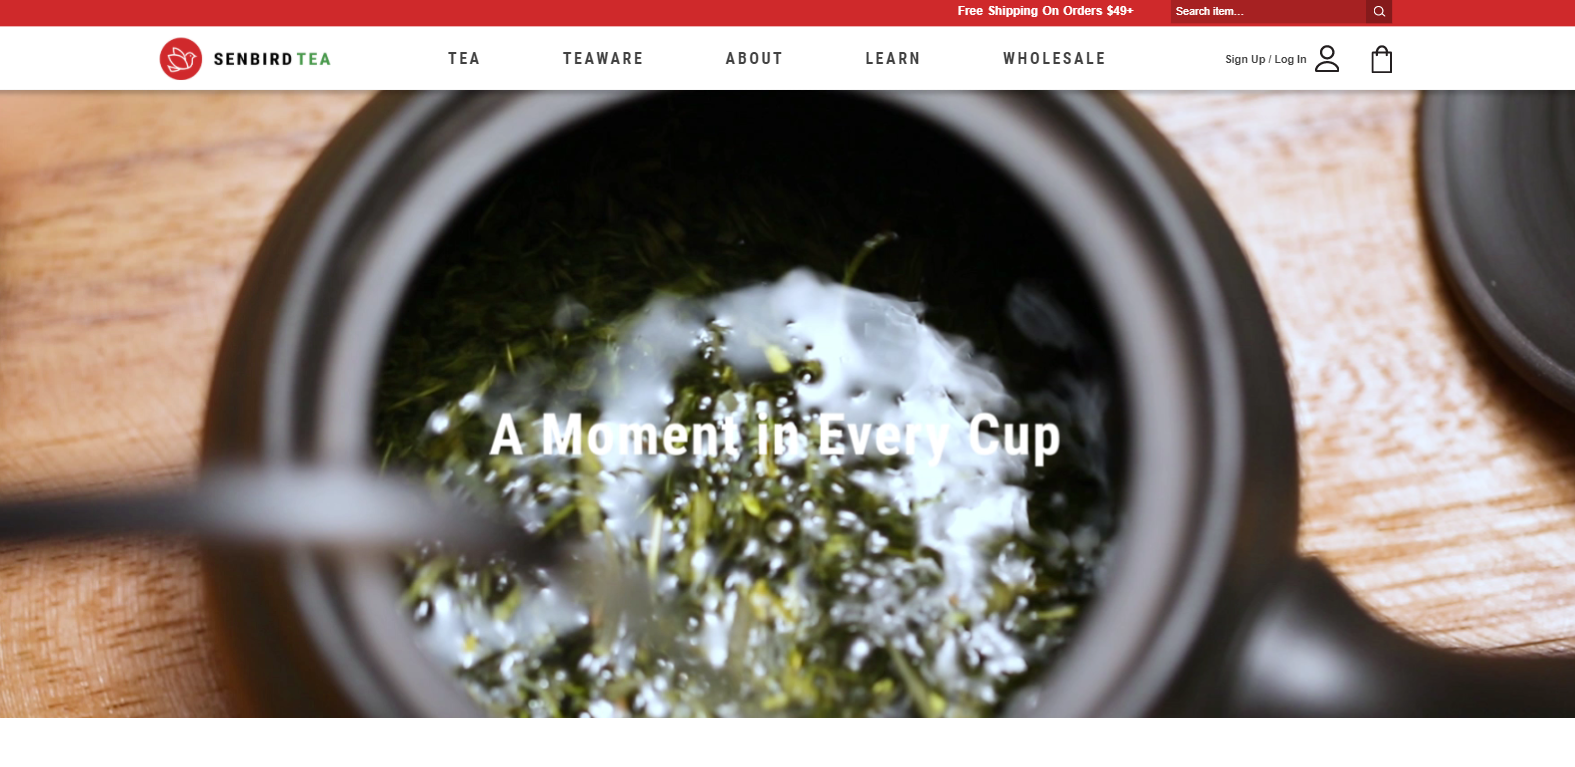 Free Shipping On Orders $49+
Search item...
SENBIRD TEA
TEA
TEAWARE
ABOUT
LEARN
WHOLESALE
Sign Up / Log In
A Moment in Every Cup